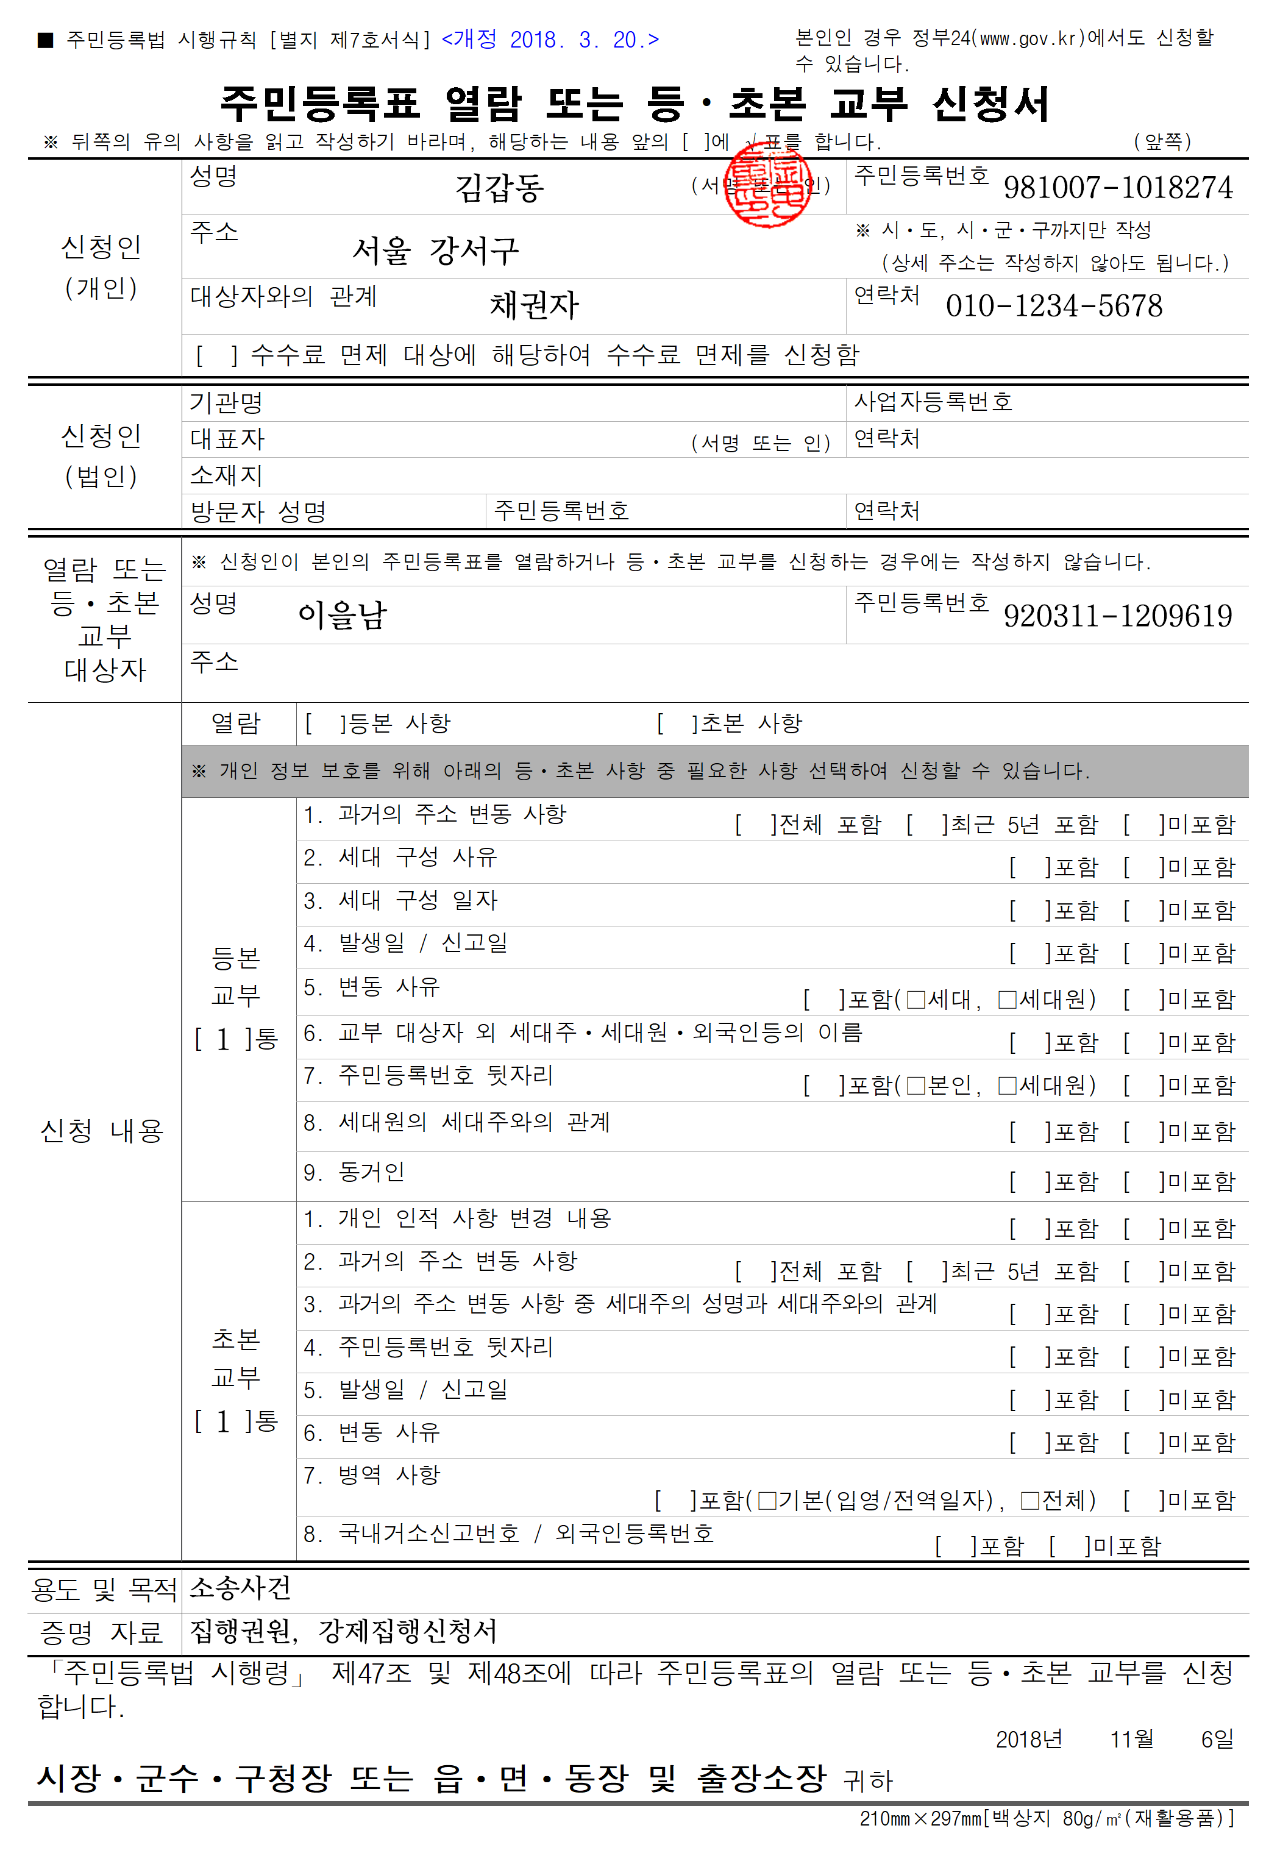 ■ 주민등록법 시행규칙 [별지 제7호서식] <개정 2018. 3. 20.>
본인인 경우 정부24(www.gov.kr)에서도 신청할
수 있습니다.
주민등록표 열람 또는 등ㆍ초본 교부 신청서
※ 뒤쪽의 유의 사항을 읽고 작성하기 바라며, 해당하는 내용 앞의 [ ]에 √ 표를 합니다. (앞쪽)
신청인
(개인)
성명 김갑동 (서명 또는 인)
주민등록번호 981007-1018274
주소 서울 강서구
※ 시ㆍ도, 시ㆍ군ㆍ구까지만 작성
(상세 주소는 작성하지 않아도 됩니다.)
대상자와의 관계 채권자
연락처 010-1234-5678
[ ] 수수료 면제 대상에 해당하여 수수료 면제를 신청함
신청인
(법인)
기관명 사업자등록번호
대표자 (서명 또는 인) 연락처
소재지
방문자 성명 주민등록번호 연락처
열람 또는
등ㆍ초본
교부
대상자
※ 신청인이 본인의 주민등록표를 열람하거나 등ㆍ초본 교부를 신청하는 경우에는 작성하지 않습니다.
성명 이을남 주민등록번호 920311-1209619
주소
신청 내용
열람 [ ]등본 사항 [ ]초본 사항
※ 개인 정보 보호를 위해 아래의 등ㆍ초본 사항 중 필요한 사항 선택하여 신청할 수 있습니다.
등본
교부
[ 1 ]통
1. 과거의 주소 변동 사항 [ ]전체 포함 [ ]최근 5년 포함 [ ]미포함
2. 세대 구성 사유 [ ]포함 [ ]미포함
3. 세대 구성 일자 [ ]포함 [ ]미포함
4. 발생일 / 신고일 [ ]포함 [ ]미포함
5. 변동 사유 [ ]포함(□세대, □세대원) [ ]미포함
6. 교부 대상자 외 세대주ㆍ세대원ㆍ외국인등의 이름 [ ]포함 [ ]미포함
7. 주민등록번호 뒷자리 [ ]포함(□본인, □세대원) [ ]미포함
8. 세대원의 세대주와의 관계 [ ]포함 [ ]미포함
9. 동거인 [ ]포함 [ ]미포함
초본
교부
[ 1 ]통
1. 개인 인적 사항 변경 내용 [ ]포함 [ ]미포함
2. 과거의 주소 변동 사항 [ ]전체 포함 [ ]최근 5년 포함 [ ]미포함
3. 과거의 주소 변동 사항 중 세대주의 성명과 세대주와의 관계 [ ]포함 [ ]미포함
4. 주민등록번호 뒷자리 [ ]포함 [ ]미포함
5. 발생일 / 신고일 [ ]포함 [ ]미포함
6. 변동 사유 [ ]포함 [ ]미포함
7. 병역 사항
[ ]포함(□기본(입영/전역일자), □전체) [ ]미포함
8. 국내거소신고번호 / 외국인등록번호 [ ]포함 [ ]미포함
용도 및 목적 소송사건
증명 자료 집행권원, 강제집행신청서
「주민등록법 시행령」 제47조 및 제48조에 따라 주민등록표의 열람 또는 등ㆍ초본 교부를 신청
합니다.
2018년 11월 6일
시장ㆍ군수ㆍ구청장 또는 읍ㆍ면ㆍ동장 및 출장소장 귀하
210mm×297mm[백상지 80g/㎡(재활용품)]